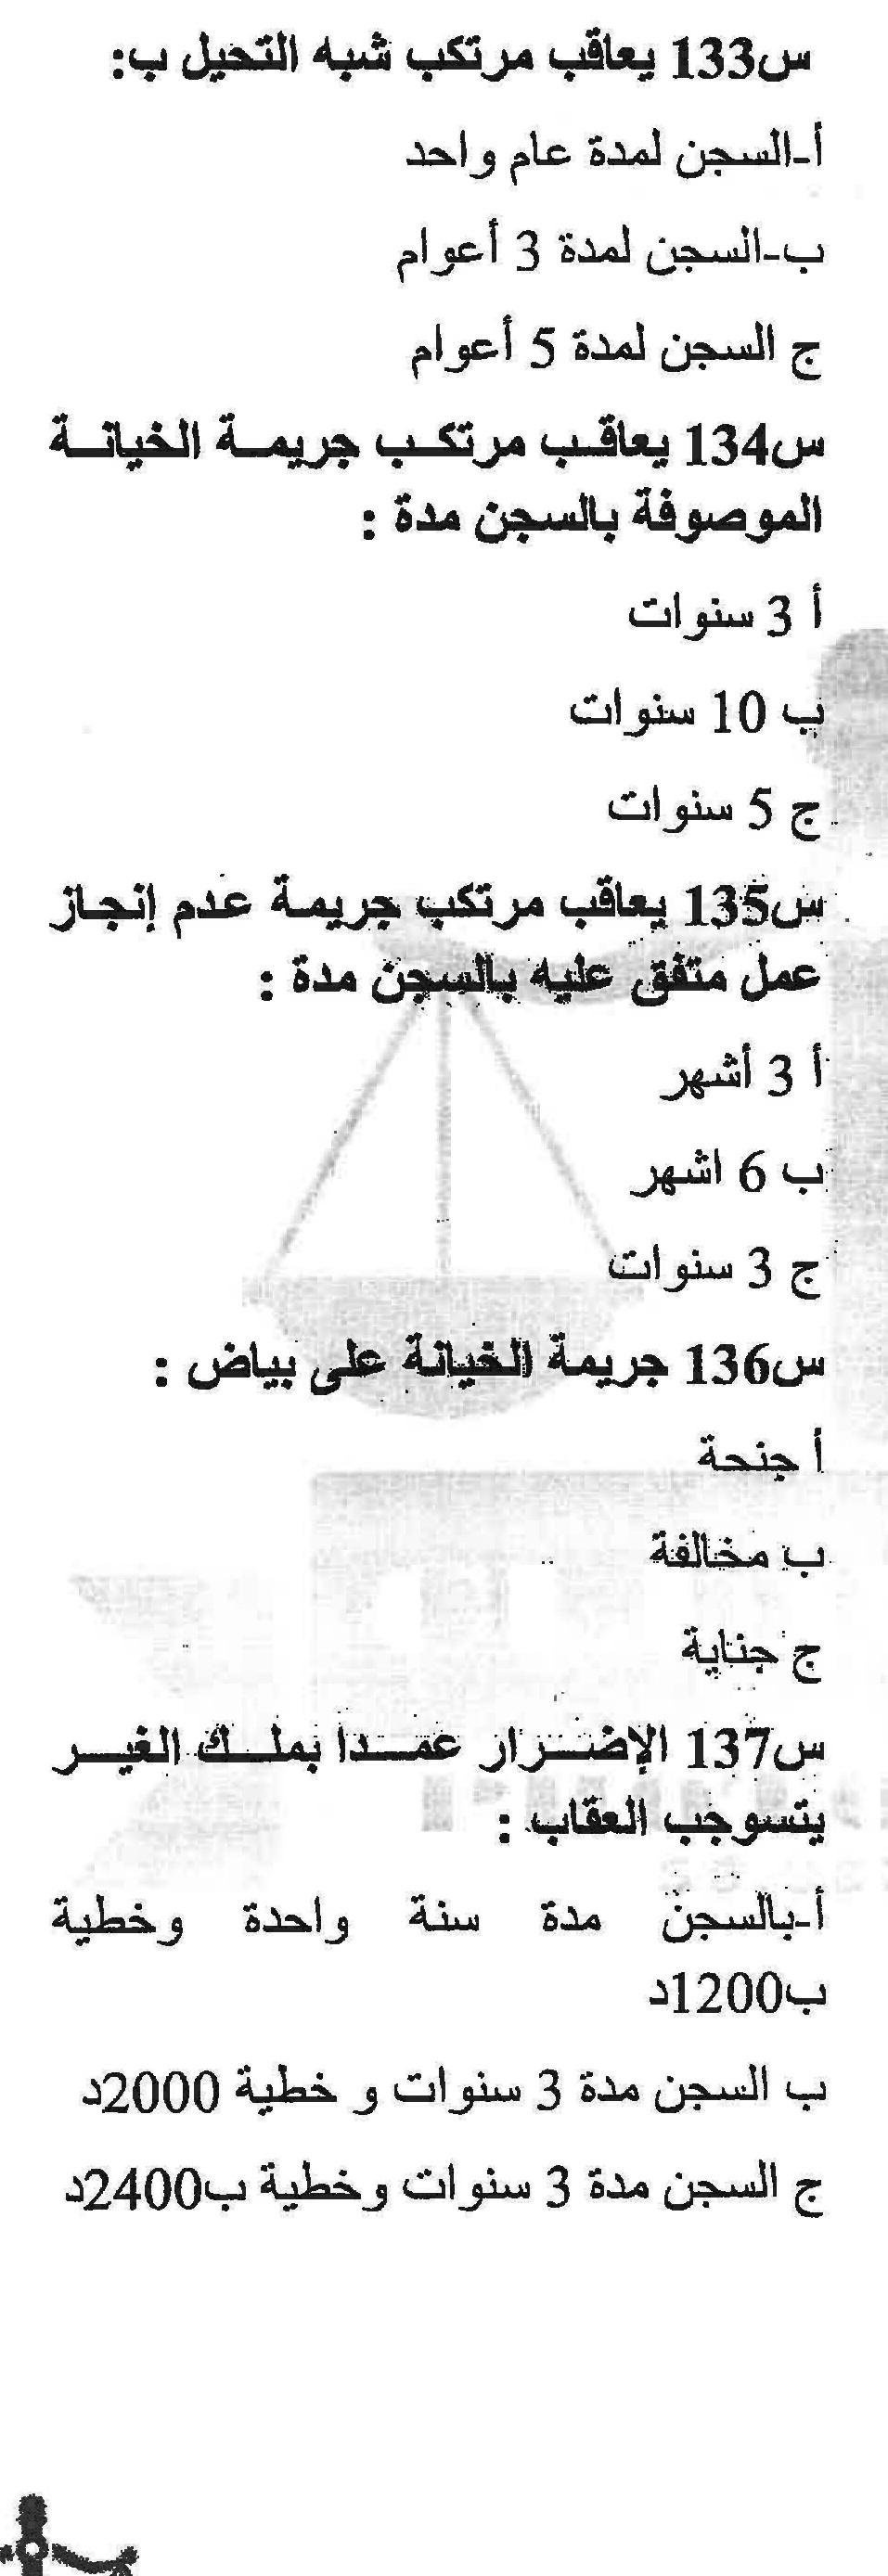 س133 يعاقب مرتكب شبه التحيل ب:
أ-السجن لمدة عام واحد
ب-السجن لمدة 3 أعوام
ج السجن لمدة 5 أعوام
س134 يعاقب مرتكب جريمة الخيانة
الموصوفة بالسجن مدة :
أ 3 سنوات
ب 10 سنوات
ج 5 سنوات
س135 يعاقب مرتكب جريمة عدم إنجاز
عمل متفق عليه بالسجن مدة :
أ 3 أشهر
ب 6 اشهر
ج 3 سنوات
س136 جريمة الخيانة على بياض :
أ جنحة
ب مخالفة
ج جناية
س137 الإضرار عمدا بملك الغير
يتسوجب العقاب :
أ-بالسجن مدة سنة واحدة وخطية
ب1200د
ب السجن مدة 3 سنوات و خطية 2000د
ج السجن مدة 3 سنوات وخطية ب2400د